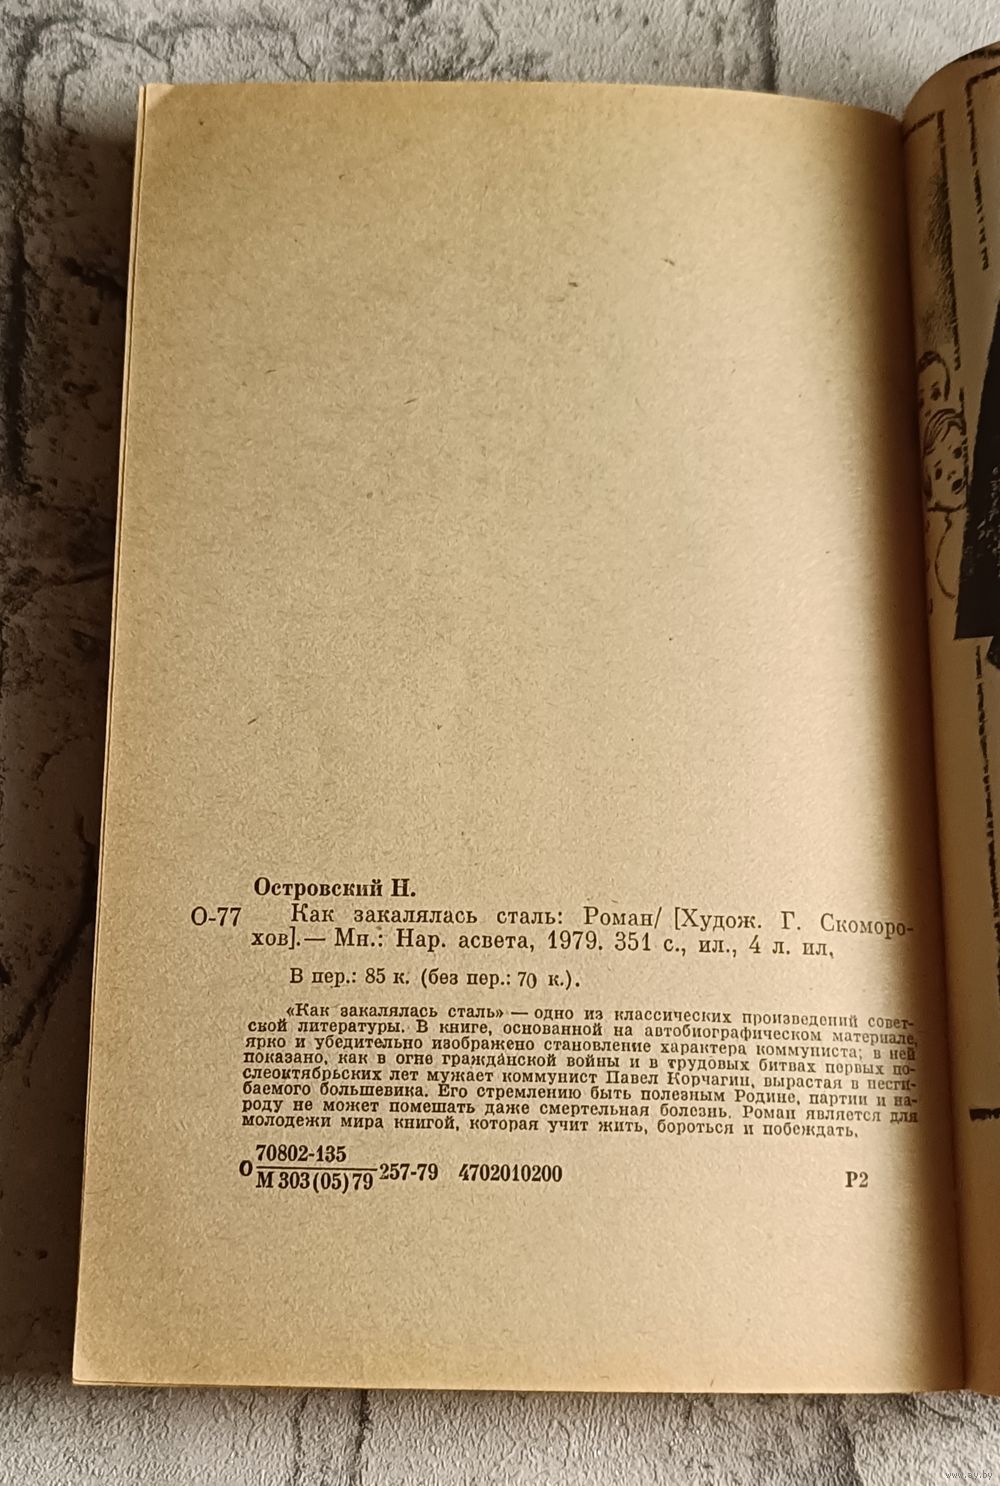 Островский Н.
О-77 Как закалялась сталь: Роман/ [Худож. Г. Скоморо-
хов].— Мн.: Нар. асвета, 1979. 351 с., ил., 4 л. ил.
В пер.: 85 к. (без пер.: 70 к.).
«Как закалялась сталь» — одно из классических произведений совет-
ской литературы. В книге, основанной на автобиографическом материале,
ярко и убедительно изображено становление характера коммуниста; в ней
показано, как в огне гражданской войны и в трудовых битвах первых по-
слеоктябрьских лет мужает коммунист Павел Корчагин, вырастая в несги-
баемого большевика. Его стремлению быть полезным Родине, партии и на-
роду не может помешать даже смертельная болезнь. Роман является для
молодежи мира книгой, которая учит жить, бороться и побеждать.
70802-135
О М 303(05)79 257-79 4702010200 Р2
www.ay.by